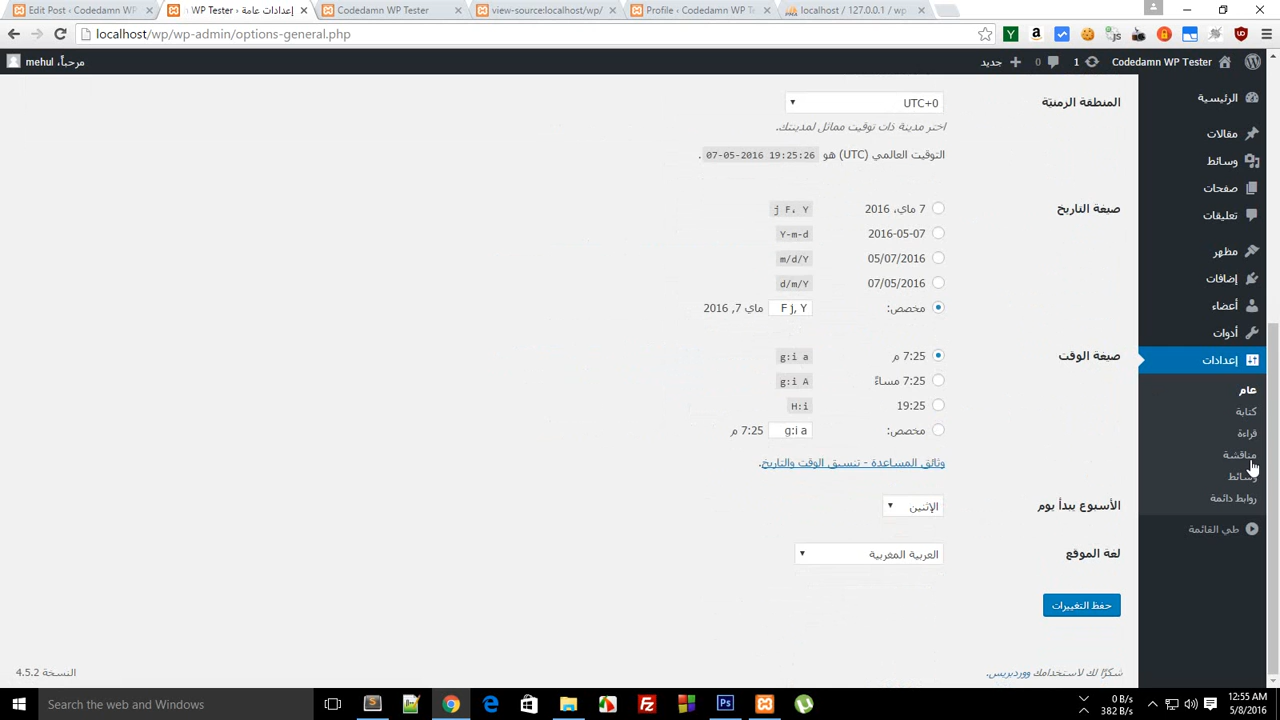 Edit Post ‹ Codedamn WP
إعدادات عامة ‹ WP Tester
Codedamn WP Tester
view-source:localhost/wp/
Profile ‹ Codedamn WP T
localhost / 127.0.0.1 / wp
localhost/wp/wp-admin/options-general.php
Codedamn WP Tester
1
0
جديد
مرحباً، mehul
الرئيسية
مقالات
وسائط
صفحات
تعليقات
مظهر
إضافات
أعضاء
أدوات
إعدادات
عام
كتابة
قراءة
مناقشة
وسائط
روابط دائمة
طي القائمة
المنطقة الزمنيّة
UTC+0
اختر مدينة ذات توقيت مماثل لمدينتك.
التوقيت العالمي (UTC) هو 07-05-2016 19:25:26 .
صيغة التاريخ
7 ماي، 2016 j F، Y
2016-05-07 Y-m-d
05/07/2016 m/d/Y
07/05/2016 d/m/Y
مخصص: F j, Y ماي 7, 2016
صيغة الوقت
7:25 م g:i a
7:25 مساءً g:i A
19:25 H:i
مخصص: g:i a 7:25 م
وثائق المساعدة - تنسيق الوقت والتاريخ.
الأسبوع يبدأ يوم
الإثنين
لغة الموقع
العربية المغربية
حفظ التغييرات
شكرًا لك لاستخدامك ووردبريس.
النسخة 4.5.2
Search the web and Windows
0 B/s
382 B/s
12:55 AM
5/8/2016